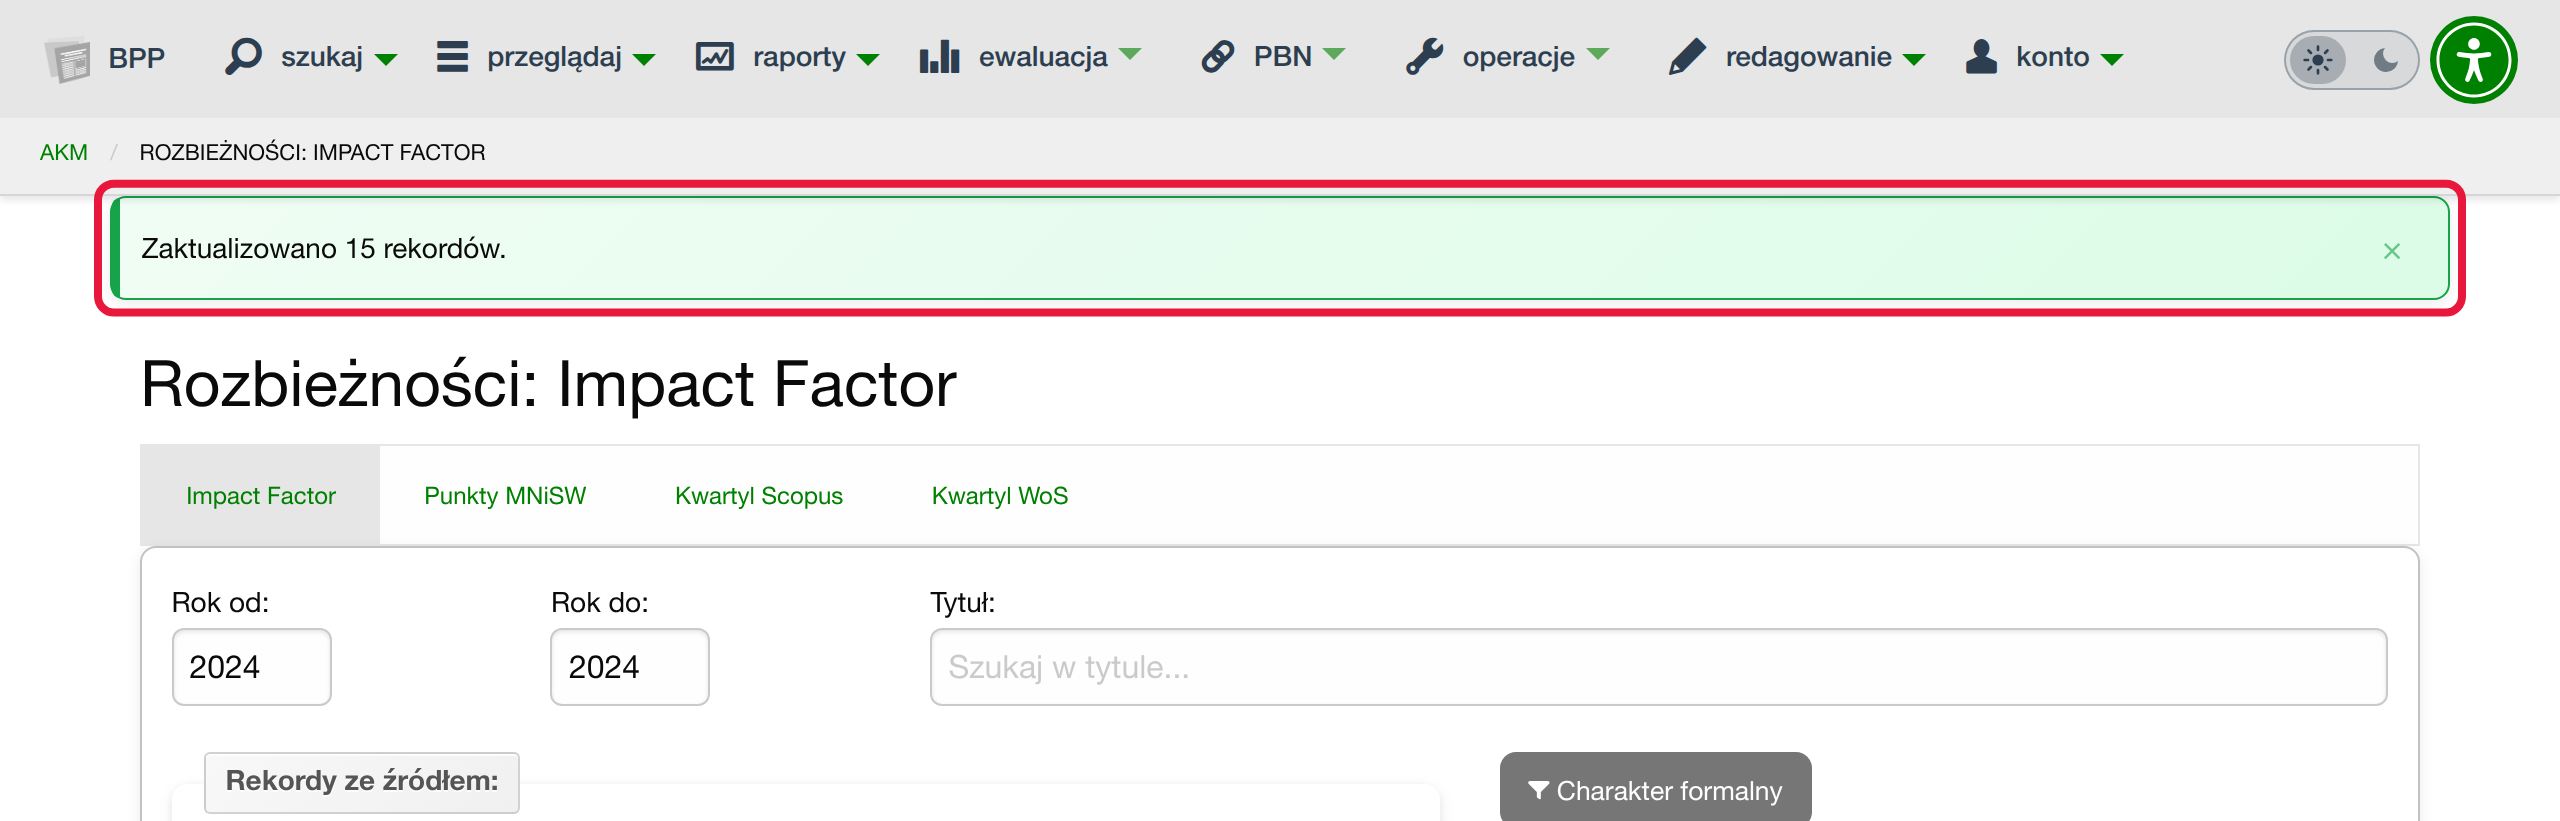 BPP szukaj przeglądaj raporty ewaluacja PBN operacje redagowanie konto
AKM / ROZBIEŻNOŚCI: IMPACT FACTOR
Zaktualizowano 15 rekordów. ×
Rozbieżności: Impact Factor
Impact Factor Punkty MNiSW Kwartyl Scopus Kwartyl WoS
Rok od: Rok do: Tytuł:
2024 2024 Szukaj w tytule...
Rekordy ze źródłem: Charakter formalny